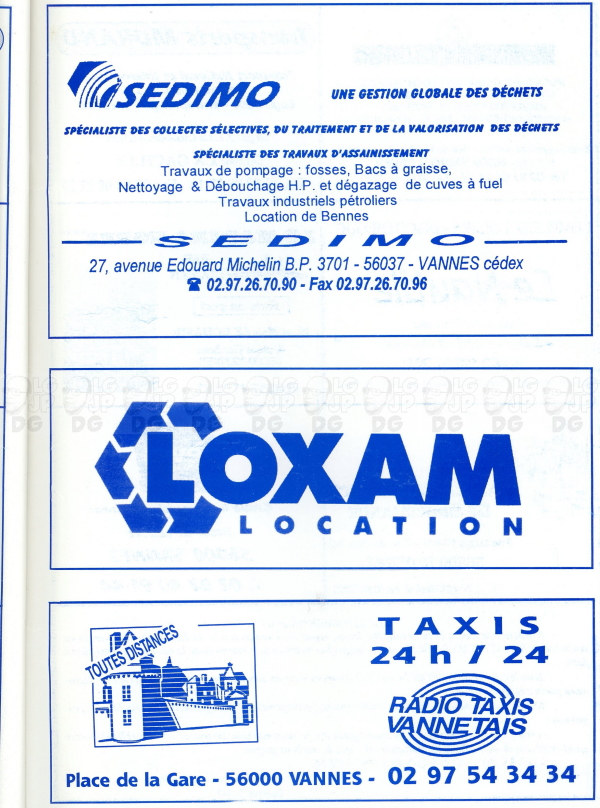 SEDIMO
UNE GESTION GLOBALE DES DÉCHETS
SPÉCIALISTE DES COLLECTES SÉLECTIVES, DU TRAITEMENT ET DE LA VALORISATION DES DÉCHETS
SPÉCIALISTE DES TRAVAUX D'ASSAINISSEMENT
Travaux de pompage : fosses, Bacs à graisse,
Nettoyage & Débouchage H.P. et dégazage de cuves à fuel
Travaux industriels pétroliers
Location de Bennes
SEDIMO
27, avenue Edouard Michelin B.P. 3701 - 56037 - VANNES cédex
☎ 02.97.26.70.90 - Fax 02.97.26.70.96
LOXAM
LOCATION
TOUTES DISTANCES
TAXIS
24 h / 24
RADIO TAXIS
VANNETAIS
Place de la Gare - 56000 VANNES - 02 97 54 34 34